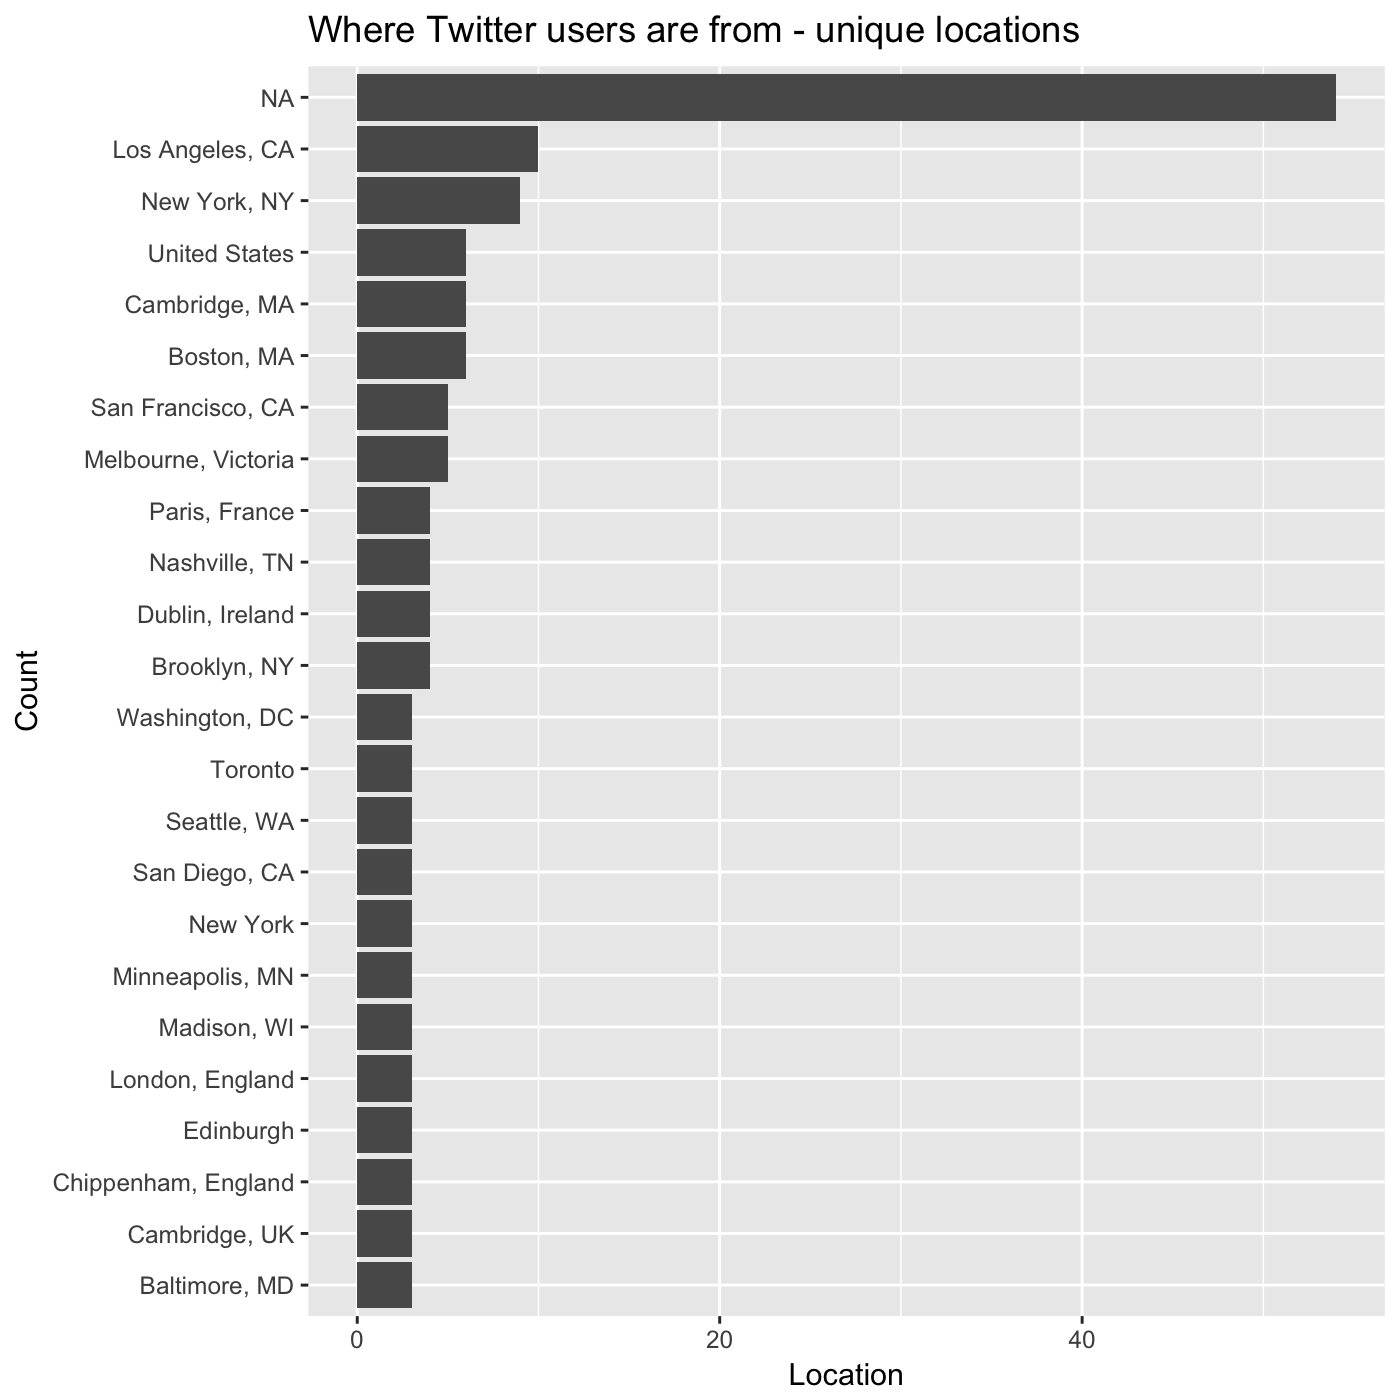 Where Twitter users are from - unique locations
NA
Los Angeles, CA
New York, NY
United States
Cambridge, MA
Boston, MA
San Francisco, CA
Melbourne, Victoria
Paris, France
Nashville, TN
Dublin, Ireland
Brooklyn, NY
Washington, DC
Toronto
Seattle, WA
San Diego, CA
New York
Minneapolis, MN
Madison, WI
London, England
Edinburgh
Chippenham, England
Cambridge, UK
Baltimore, MD
Count
0 20 40
Location